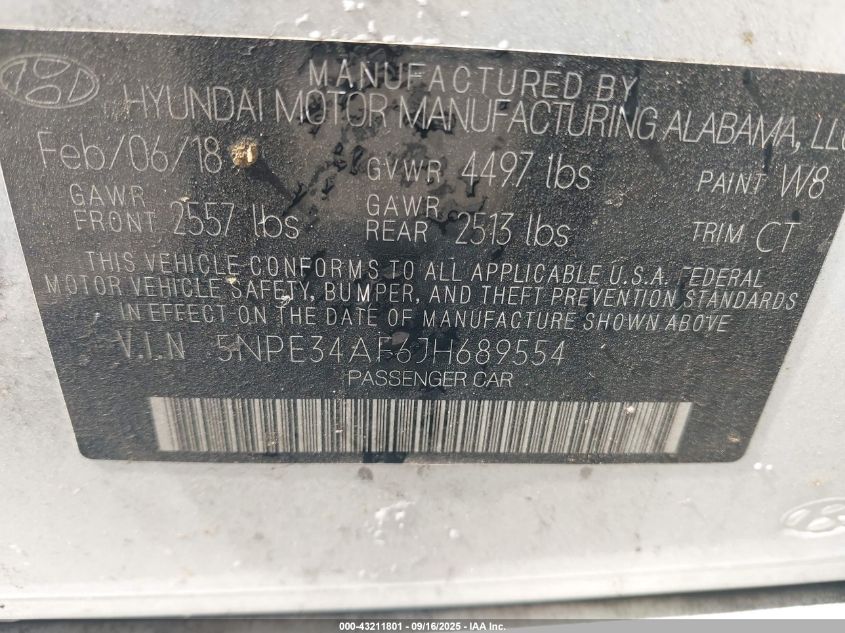 MANUFACTURED BY
HYUNDAI MOTOR MANUFACTURING ALABAMA, LLC
Feb/06/18 GVWR 4497 lbs PAINT W8
GAWR FRONT 2557 lbs GAWR REAR 2513 lbs TRIM CT
THIS VEHICLE CONFORMS TO ALL APPLICABLE U.S.A. FEDERAL
MOTOR VEHICLE SAFETY, BUMPER, AND THEFT PREVENTION STANDARDS
IN EFFECT ON THE DATE OF MANUFACTURE SHOWN ABOVE
V.I.N 5NPE34AF6JH689554
PASSENGER CAR
000-43211801 - 09/16/2025 - IAA Inc.